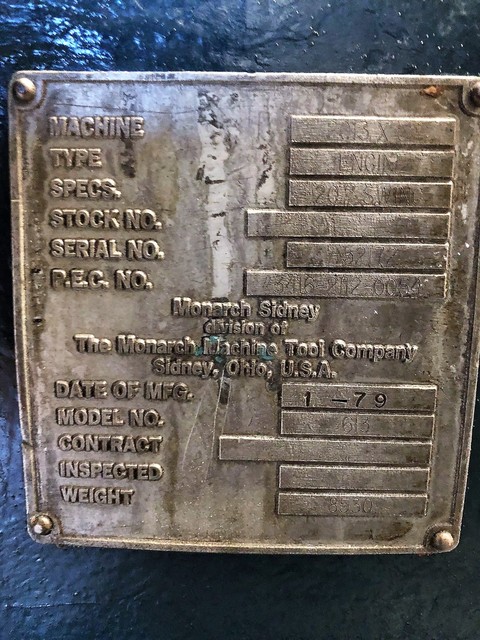 MACHINE
TYPE
SPECS.
STOCK NO.
SERIAL NO.
P.E.C. NO.
Monarch Sidney
division of
The Monarch Machine Tool Company
Sidney, Ohio, U.S.A.
DATE OF MFG. 1 -79
MODEL NO. 613
CONTRACT
INSPECTED
WEIGHT